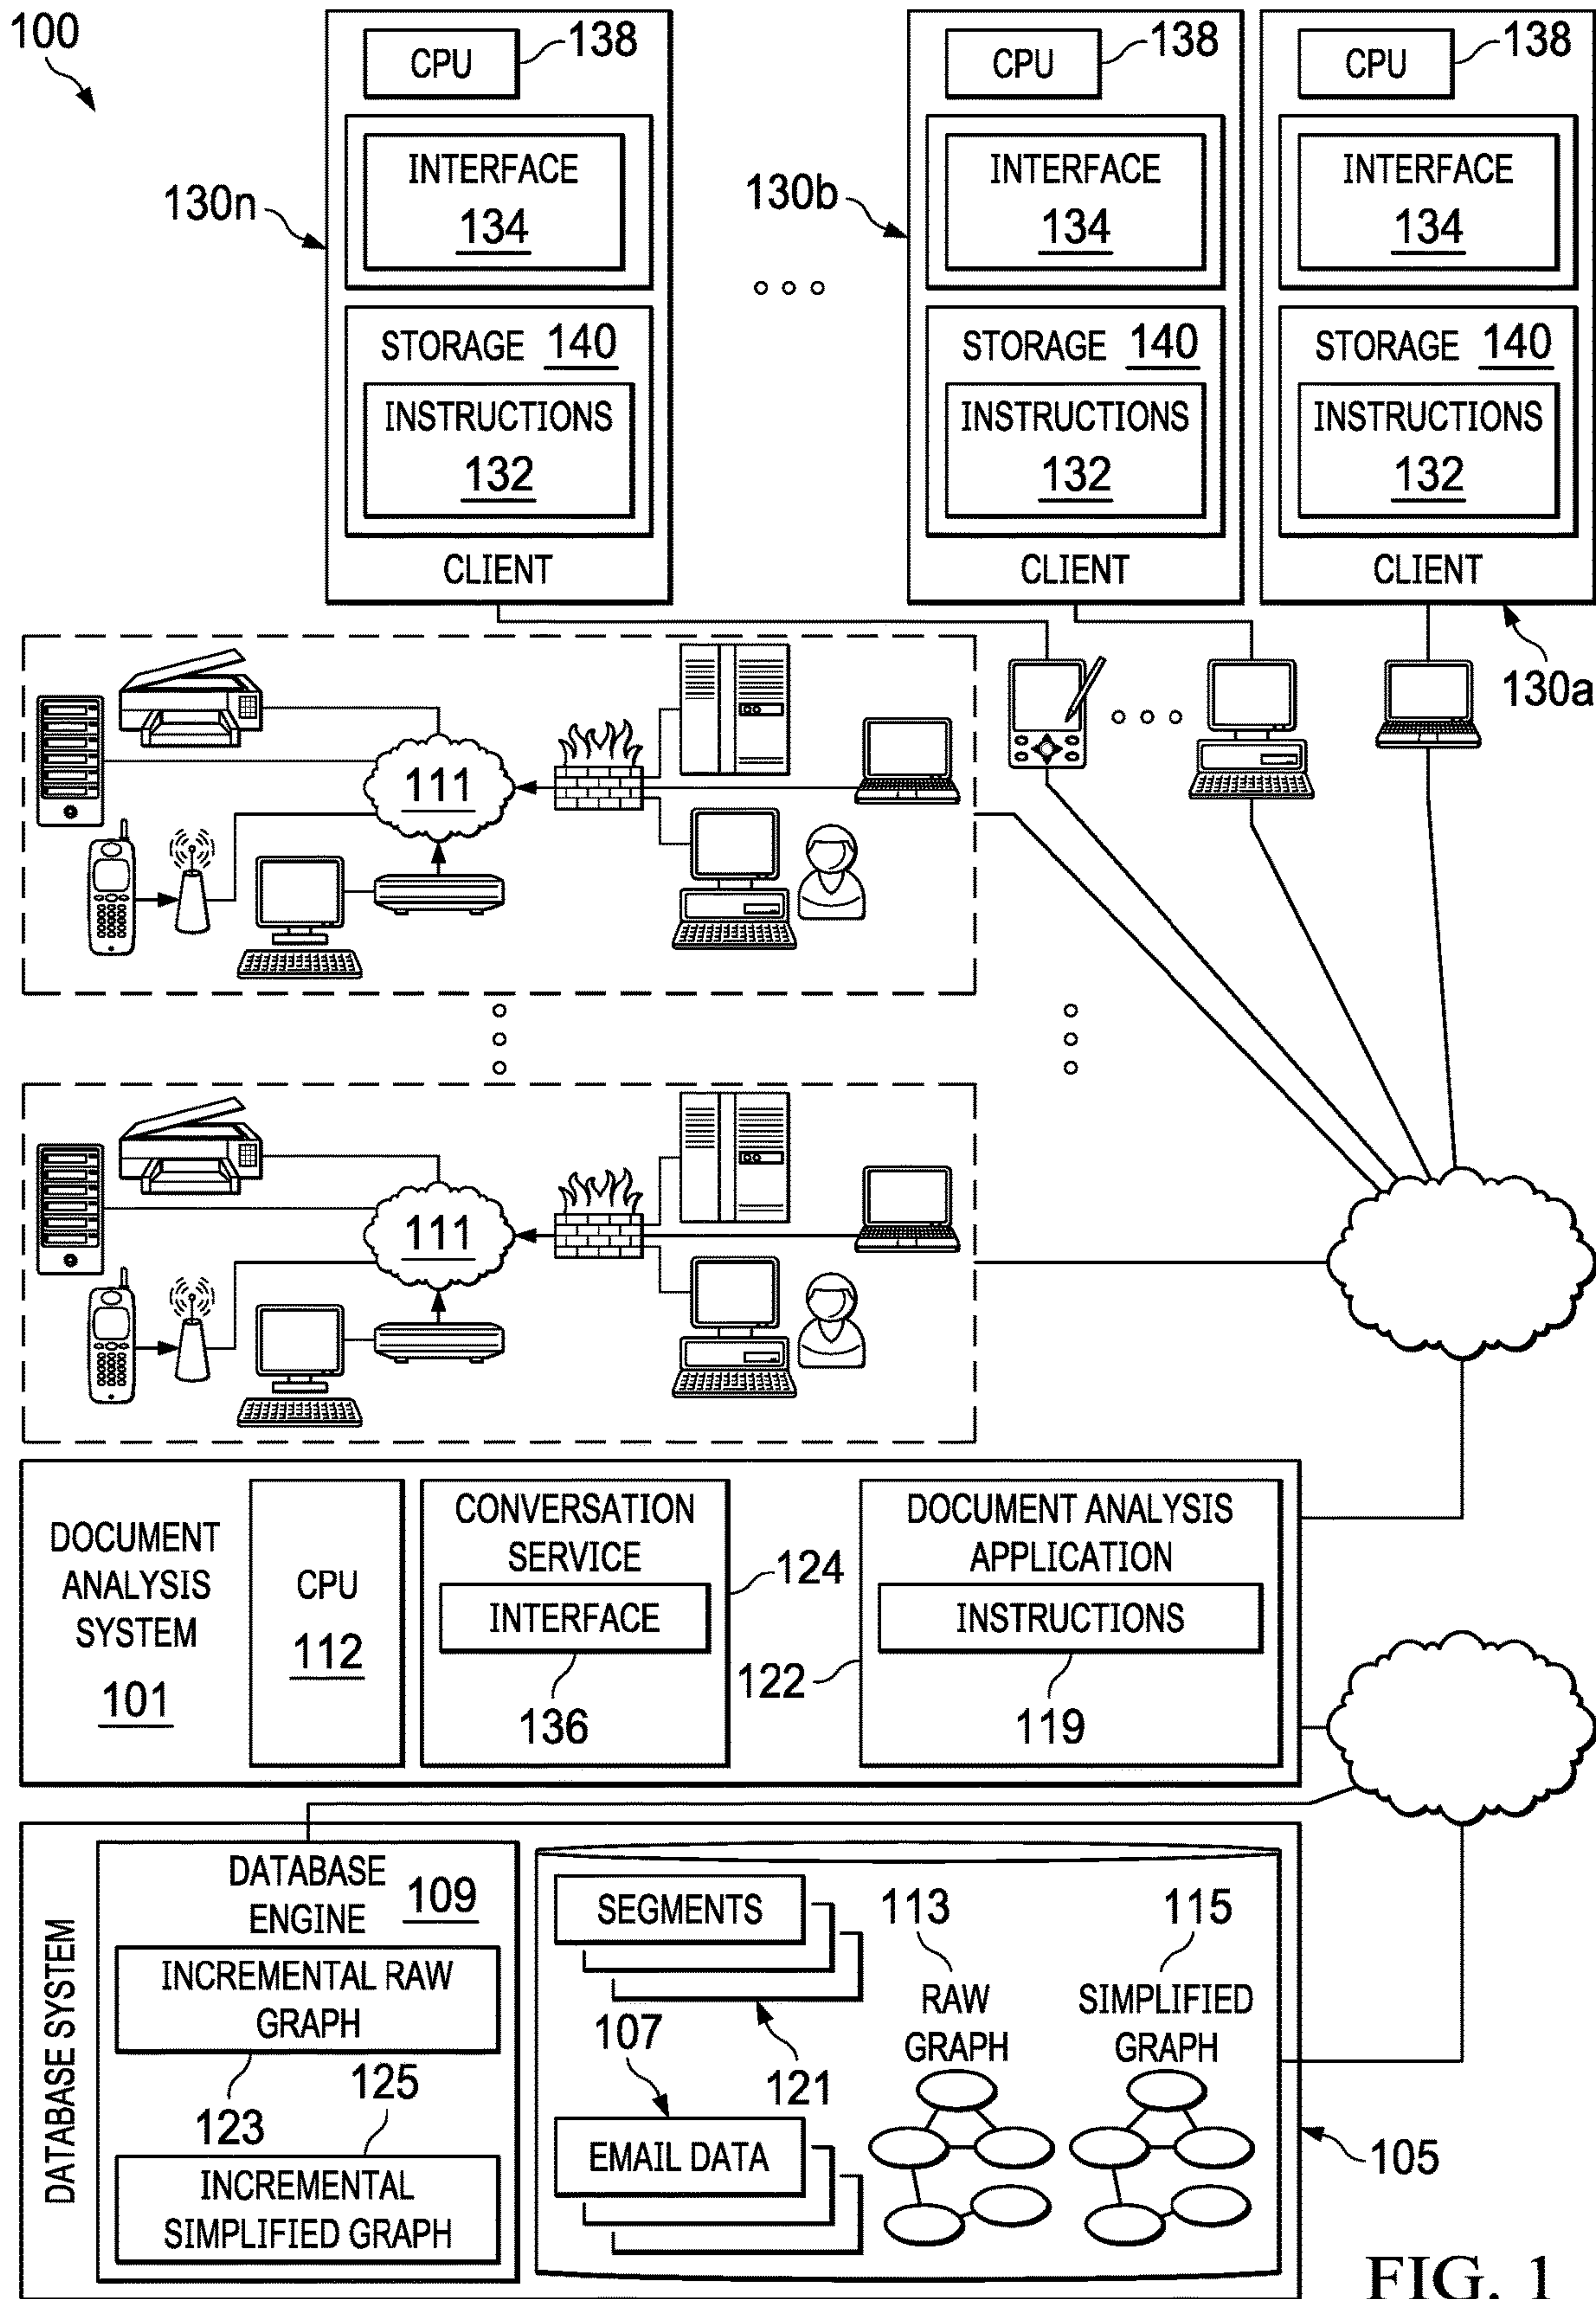 100
CPU
138
INTERFACE
134
130n
STORAGE 140
INSTRUCTIONS
132
CLIENT
CPU
138
INTERFACE
134
130b
STORAGE 140
INSTRUCTIONS
132
CLIENT
CPU
138
INTERFACE
134
STORAGE 140
INSTRUCTIONS
132
CLIENT
130a
111
111
DOCUMENT
ANALYSIS
SYSTEM
101
CPU
112
CONVERSATION
SERVICE
INTERFACE
136
124
DOCUMENT ANALYSIS
APPLICATION
INSTRUCTIONS
122
119
DATABASE SYSTEM
DATABASE
ENGINE
109
INCREMENTAL RAW
GRAPH
123
125
INCREMENTAL
SIMPLIFIED GRAPH
SEGMENTS
121
107
EMAIL DATA
113
RAW
GRAPH
115
SIMPLIFIED
GRAPH
105
FIG. 1